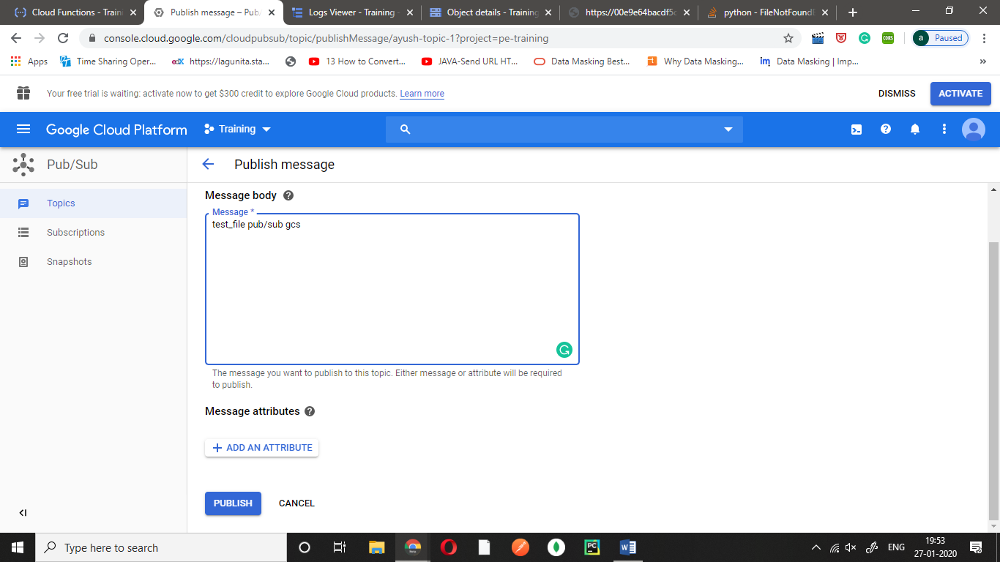 Cloud Functions - Traini
Publish message – Pub/
Logs Viewer - Training -
Object details - Training
https://00e9e64bacdf5c
python - FileNotFoundE
console.cloud.google.com/cloudpubsub/topic/publishMessage/ayush-topic-1?project=pe-training
CORS
a Paused
Apps
Time Sharing Oper...
edX https://lagunita.sta...
13 How to Convert...
JAVA-Send URL HT...
Data Masking Best...
Why Data Masking...
im Data Masking | Imp...
»
Your free trial is waiting: activate now to get $300 credit to explore Google Cloud products. Learn more
DISMISS
ACTIVATE
Google Cloud Platform
Training
Pub/Sub
Publish message
Topics
Subscriptions
Snapshots
Message body
Message *
test_file pub/sub gcs
The message you want to publish to this topic. Either message or attribute will be required
to publish.
Message attributes
+ ADD AN ATTRIBUTE
PUBLISH
CANCEL
Type here to search
PC
W
ENG
19:53
27-01-2020